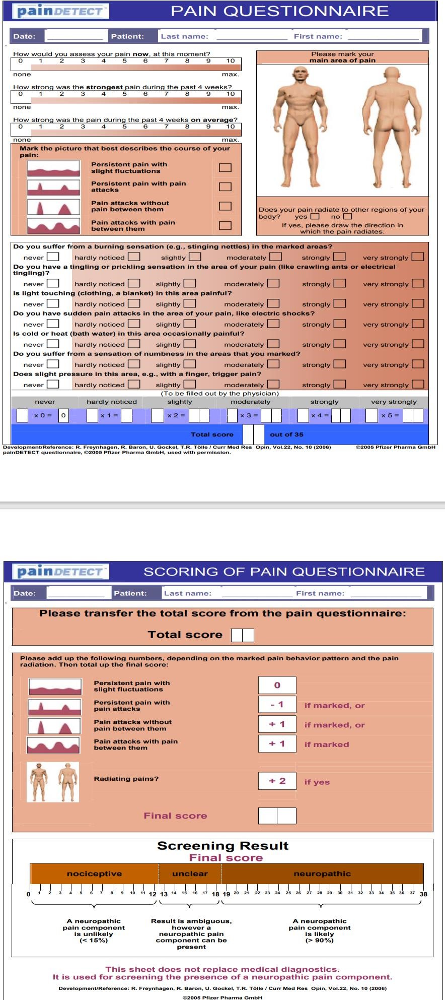 painDETECT PAIN QUESTIONNAIRE
Date: ____________ Patient: Last name: ______________ First name: ______________
How would you assess your pain now, at this moment?
0 1 2 3 4 5 6 7 8 9 10
none max.
How strong was the strongest pain during the past 4 weeks?
0 1 2 3 4 5 6 7 8 9 10
none max.
How strong was the pain during the past 4 weeks on average?
0 1 2 3 4 5 6 7 8 9 10
none max.
Mark the picture that best describes the course of your
pain:
Persistent pain with
slight fluctuations
Persistent pain with pain
attacks
Pain attacks without
pain between them
Pain attacks with pain
between them
Please mark your
main area of pain
Does your pain radiate to other regions of your
body? yes no
If yes, please draw the direction in
which the pain radiates.
Do you suffer from a burning sensation (e.g., stinging nettles) in the marked areas?
never hardly noticed slightly moderately strongly very strongly
Do you have a tingling or prickling sensation in the area of your pain (like crawling ants or electrical
tingling)?
never hardly noticed slightly moderately strongly very strongly
Is light touching (clothing, a blanket) in this area painful?
never hardly noticed slightly moderately strongly very strongly
Do you have sudden pain attacks in the area of your pain, like electric shocks?
never hardly noticed slightly moderately strongly very strongly
Is cold or heat (bath water) in this area occasionally painful?
never hardly noticed slightly moderately strongly very strongly
Do you suffer from a sensation of numbness in the areas that you marked?
never hardly noticed slightly moderately strongly very strongly
Does slight pressure in this area, e.g., with a finger, trigger pain?
never hardly noticed slightly moderately strongly very strongly
(To be filled out by the physician)
never hardly noticed slightly moderately strongly very strongly
x 0 = 0 x 1 = x 2 = x 3 = x 4 = x 5 =
Total score out of 35
Development/Reference: R. Freynhagen, R. Baron, U. Gockel, T.R. Tölle / Curr Med Res Opin, Vol.22, No. 10 (2006) ©2005 Pfizer Pharma GmbH
painDETECT questionnaire, ©2005 Pfizer Pharma GmbH, used with permission.
painDETECT SCORING OF PAIN QUESTIONNAIRE
Date: ____________ Patient: Last name: ______________ First name: ______________
Please transfer the total score from the pain questionnaire:
Total score
Please add up the following numbers, depending on the marked pain behavior pattern and the pain
radiation. Then total up the final score:
Persistent pain with
slight fluctuations
0
Persistent pain with
pain attacks
- 1 if marked, or
Pain attacks without
pain between them
+ 1 if marked, or
Pain attacks with pain
between them
+ 1 if marked
Radiating pains? + 2 if yes
Final score
Screening Result
Final score
nociceptive unclear neuropathic
0 1 2 3 4 5 6 7 8 9 10 11 12 13 14 15 16 17 18 19 20 21 22 23 24 25 26 27 28 29 30 31 32 33 34 35 36 37 38
A neuropathic
pain component
is unlikely
(< 15%)
Result is ambiguous,
however a
neuropathic pain
component can be
present
A neuropathic
pain component
is likely
(> 90%)
This sheet does not replace medical diagnostics.
It is used for screening the presence of a neuropathic pain component.
Development/Reference: R. Freynhagen, R. Baron, U. Gockel, T.R. Tölle / Curr Med Res Opin, Vol.22, No. 10 (2006)
©2005 Pfizer Pharma GmbH